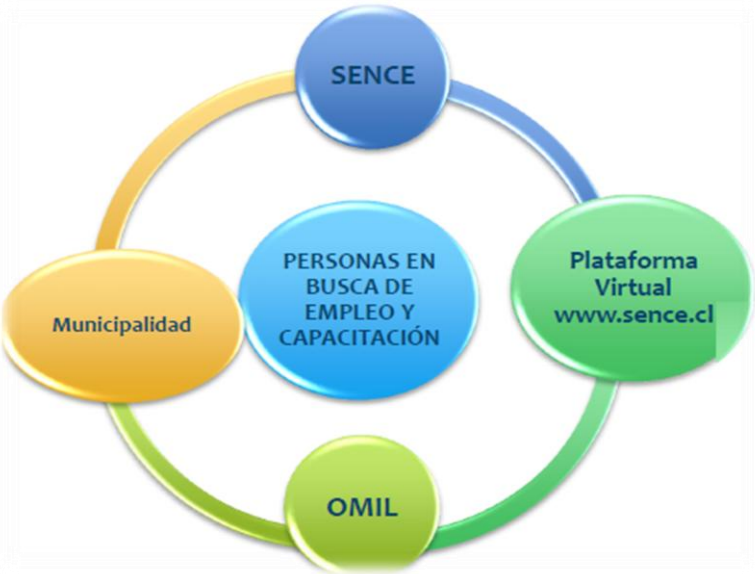 SENCE
PERSONAS EN
BUSCA DE
EMPLEO Y
CAPACITACIÓN
Plataforma
Virtual
www.sence.cl
Municipalidad
OMIL